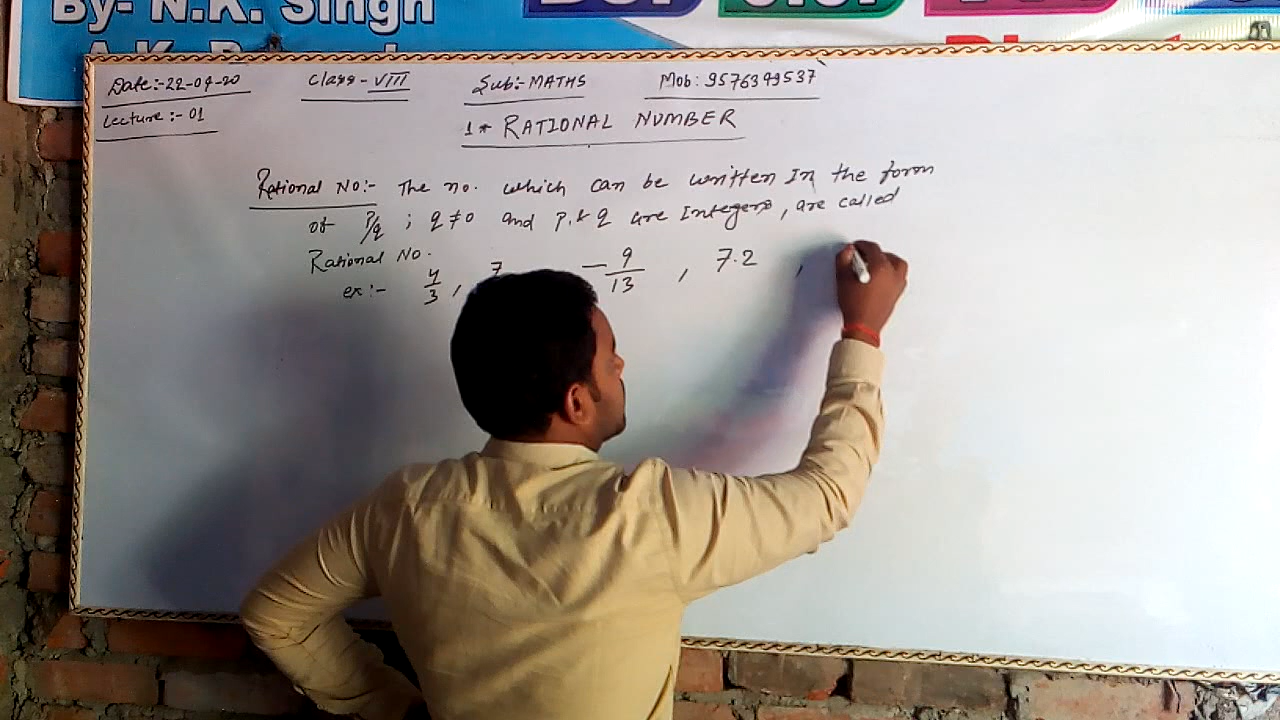 By- N.K. Singh
Date:-22-04-20 Class-VIII Sub:-MATHS Mob: 9576349537
Lecture:-01
1* RATIONAL NUMBER
Rational No:- The no. which can be written In the form
of P/q ; q≠0 and p & q are Integers, are called
Rational No.
ex:- 4/3, 7 -9/13 , 7.2 ,